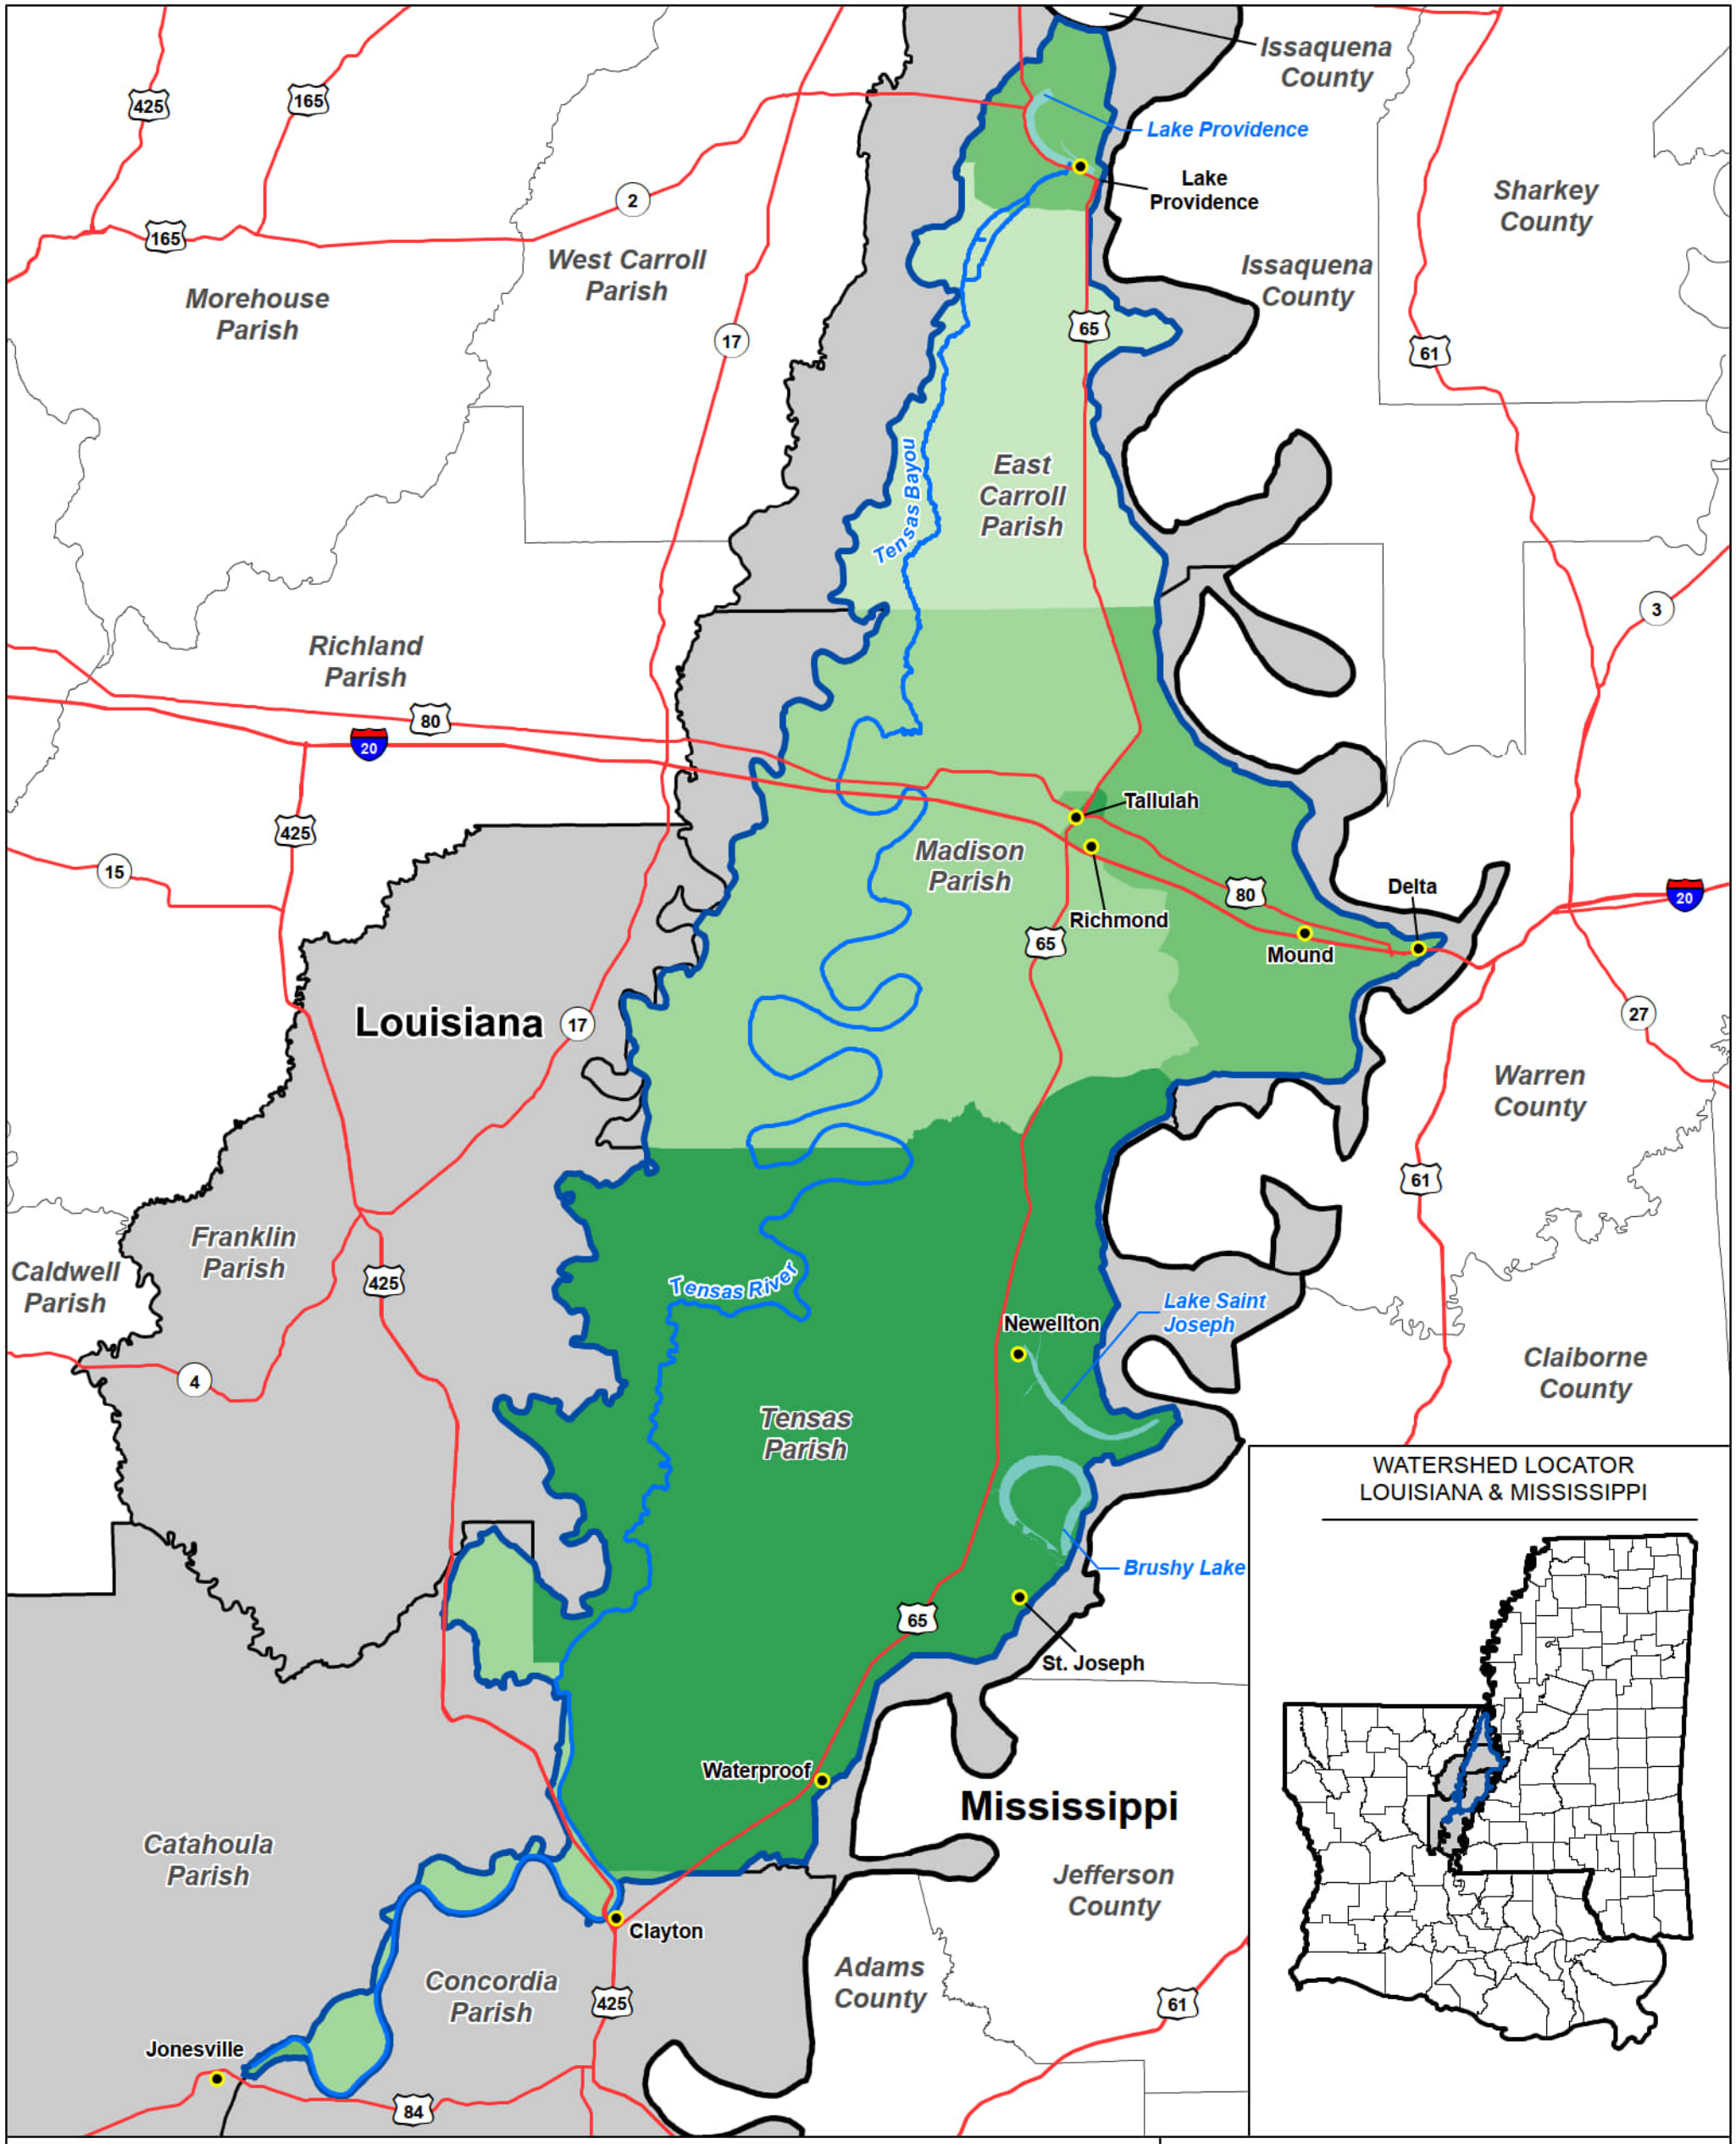 Issaquena
County
425
165
Lake Providence
Lake
Providence
Sharkey
County
2
165
West Carroll
Parish
Issaquena
County
Morehouse
Parish
65
17
61
East
Carroll
Parish
Tensas Bayou
3
Richland
Parish
80
20
Tallulah
425
15
Madison
Parish
80
Delta
20
Richmond
65
Mound
Louisiana
17
27
Warren
County
61
Franklin
Parish
Caldwell
Parish
425
Tensas River
Lake Saint
Joseph
Newellton
Claiborne
County
4
Tensas
Parish
WATERSHED LOCATOR
LOUISIANA & MISSISSIPPI
Brushy Lake
65
St. Joseph
Waterproof
Mississippi
Catahoula
Parish
Jefferson
County
Clayton
Adams
County
Concordia
Parish
425
61
Jonesville
84